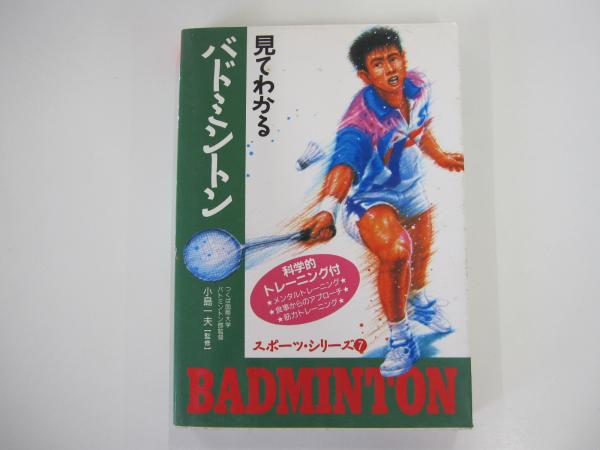 見てわかる
バドミントン
つくば国際大学
バドミントン部監督
小島一夫【監修】
科学的
トレーニング付
★メンタルトレーニング★
★食事からのアプローチ★
★筋力トレーニング★
スポーツ・シリーズ7
BADMINTON